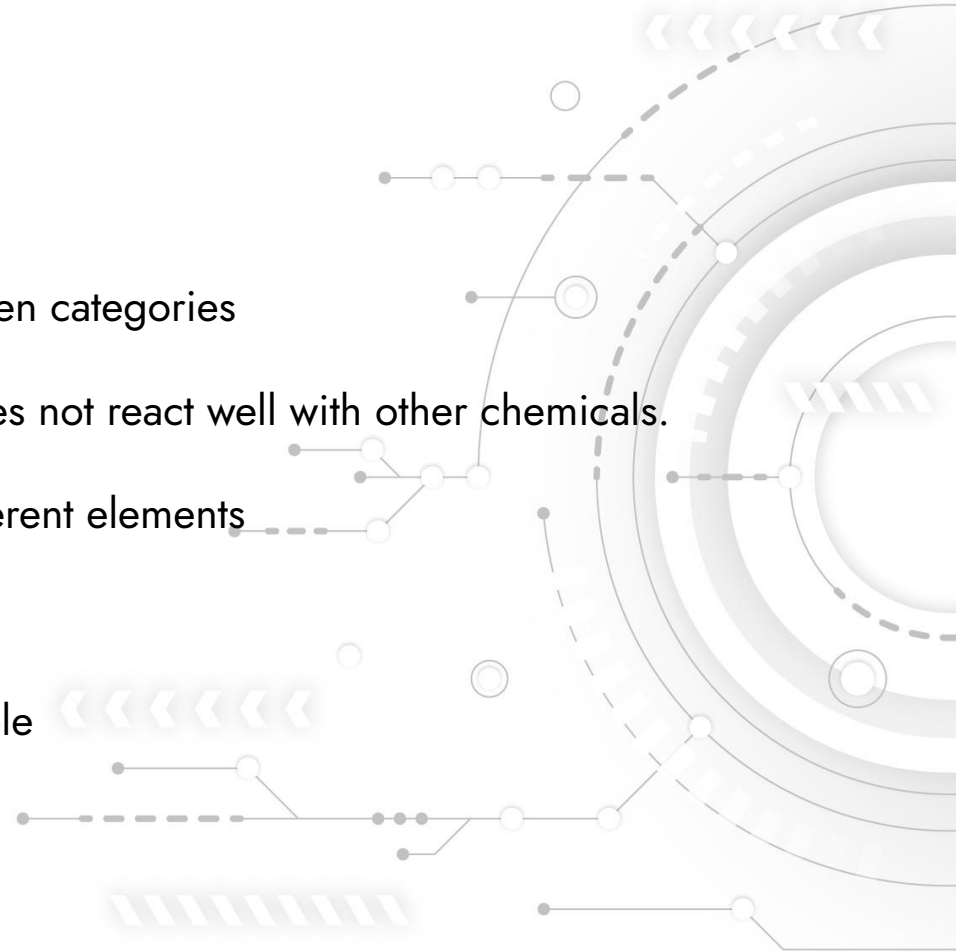 en categories
es not react well with other chemicals.
erent elements
le